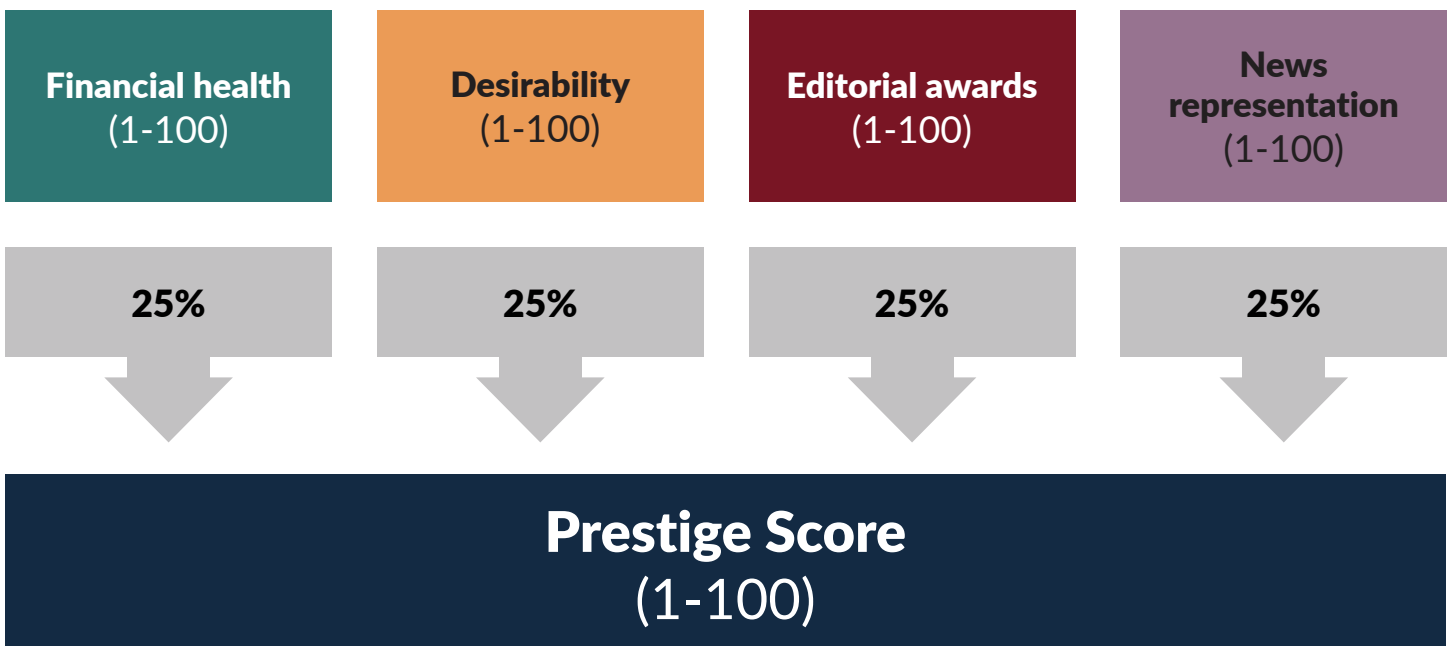 Financial health
(1-100)
Desirability
(1-100)
Editorial awards
(1-100)
News
representation
(1-100)
25%
25%
25%
25%
Prestige Score
(1-100)